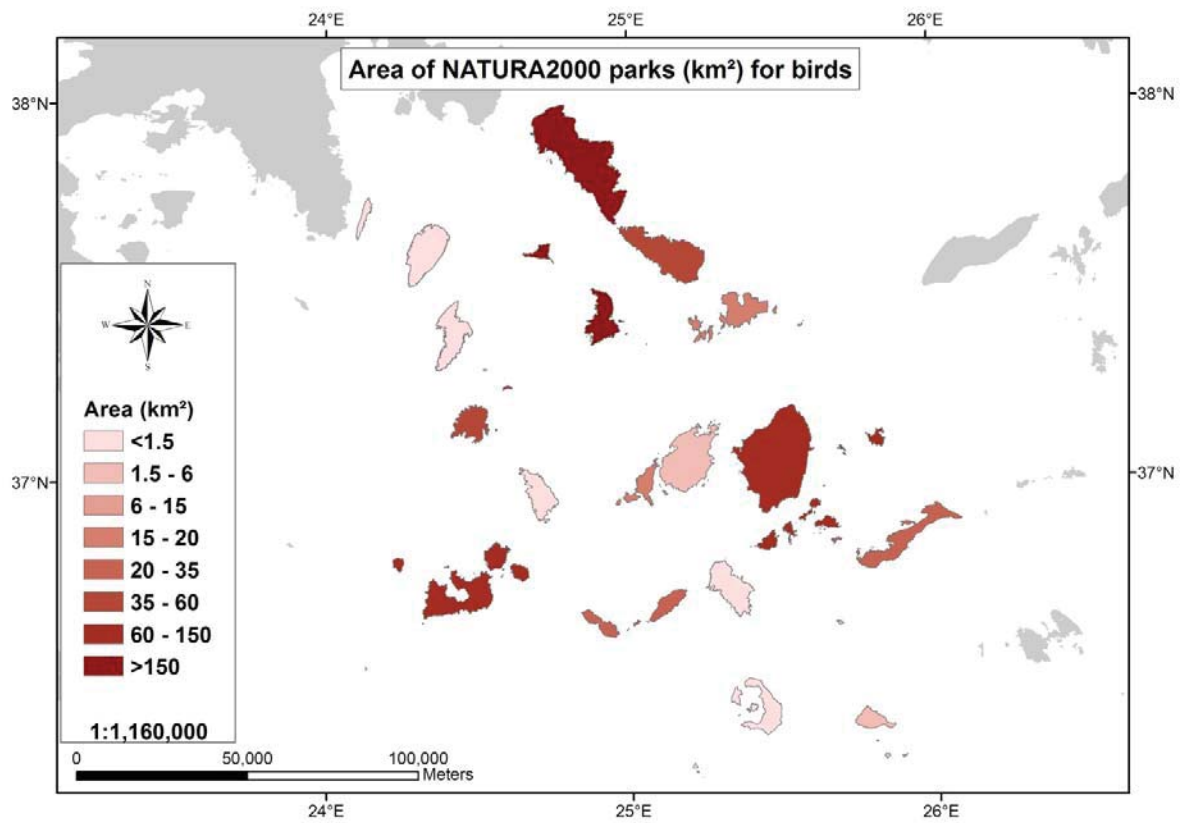 24°E 25°E 26°E
Area of NATURA2000 parks (km²) for birds
38°N 38°N
N
W E
S
Area (km²)
<1.5
1.5 - 6
6 - 15
15 - 20
20 - 35
35 - 60
60 - 150
>150
37°N 37°N
1:1,160,000
0 50,000 100,000
Meters
24°E 25°E 26°E